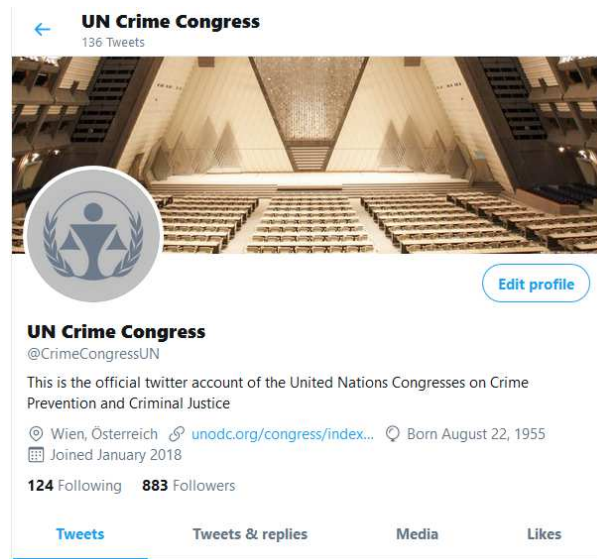 UN Crime Congress
136 Tweets
Edit profile
UN Crime Congress
@CrimeCongressUN
This is the official twitter account of the United Nations Congresses on Crime
Prevention and Criminal Justice
Wien, Österreich unodc.org/congress/index... Born August 22, 1955
Joined January 2018
124 Following 883 Followers
Tweets Tweets & replies Media Likes